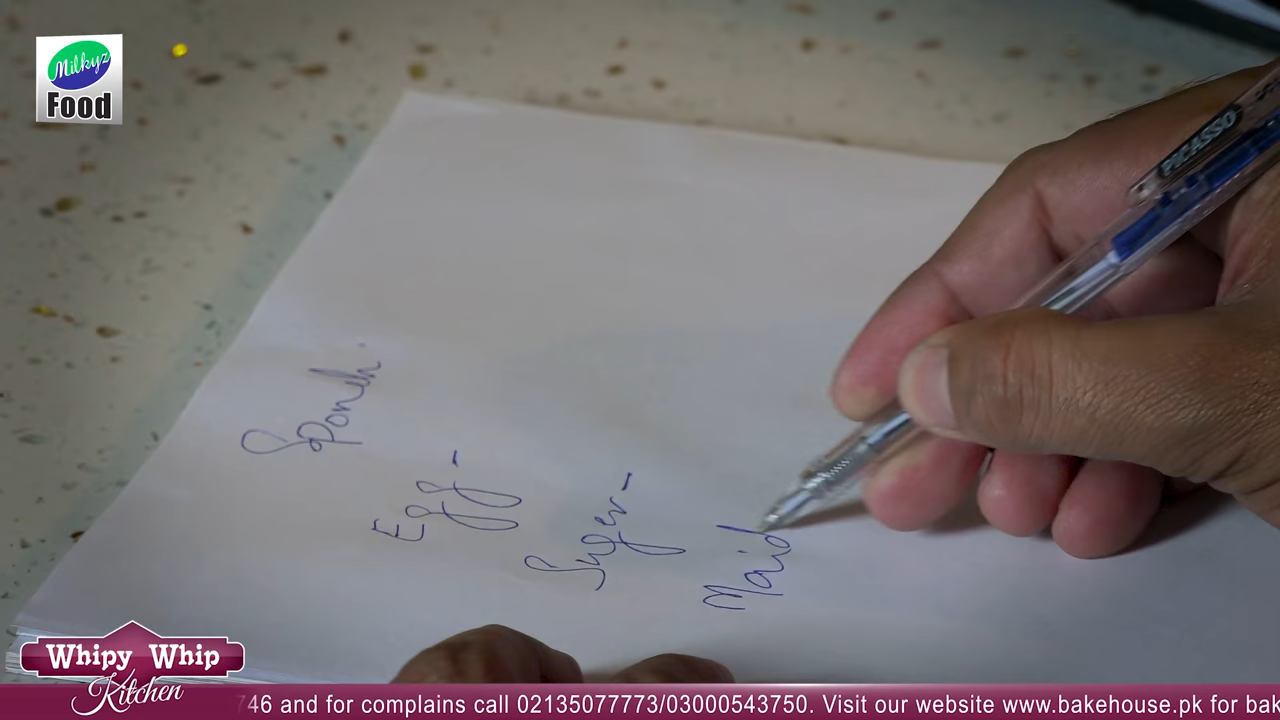 Milkyz
Food
PICASSO
Sponch.
Egg -
Suger -
Maid
Whipy Whip
Kitchen
746 and for complains call 02135077773/03000543750. Visit our website www.bakehouse.pk for bak